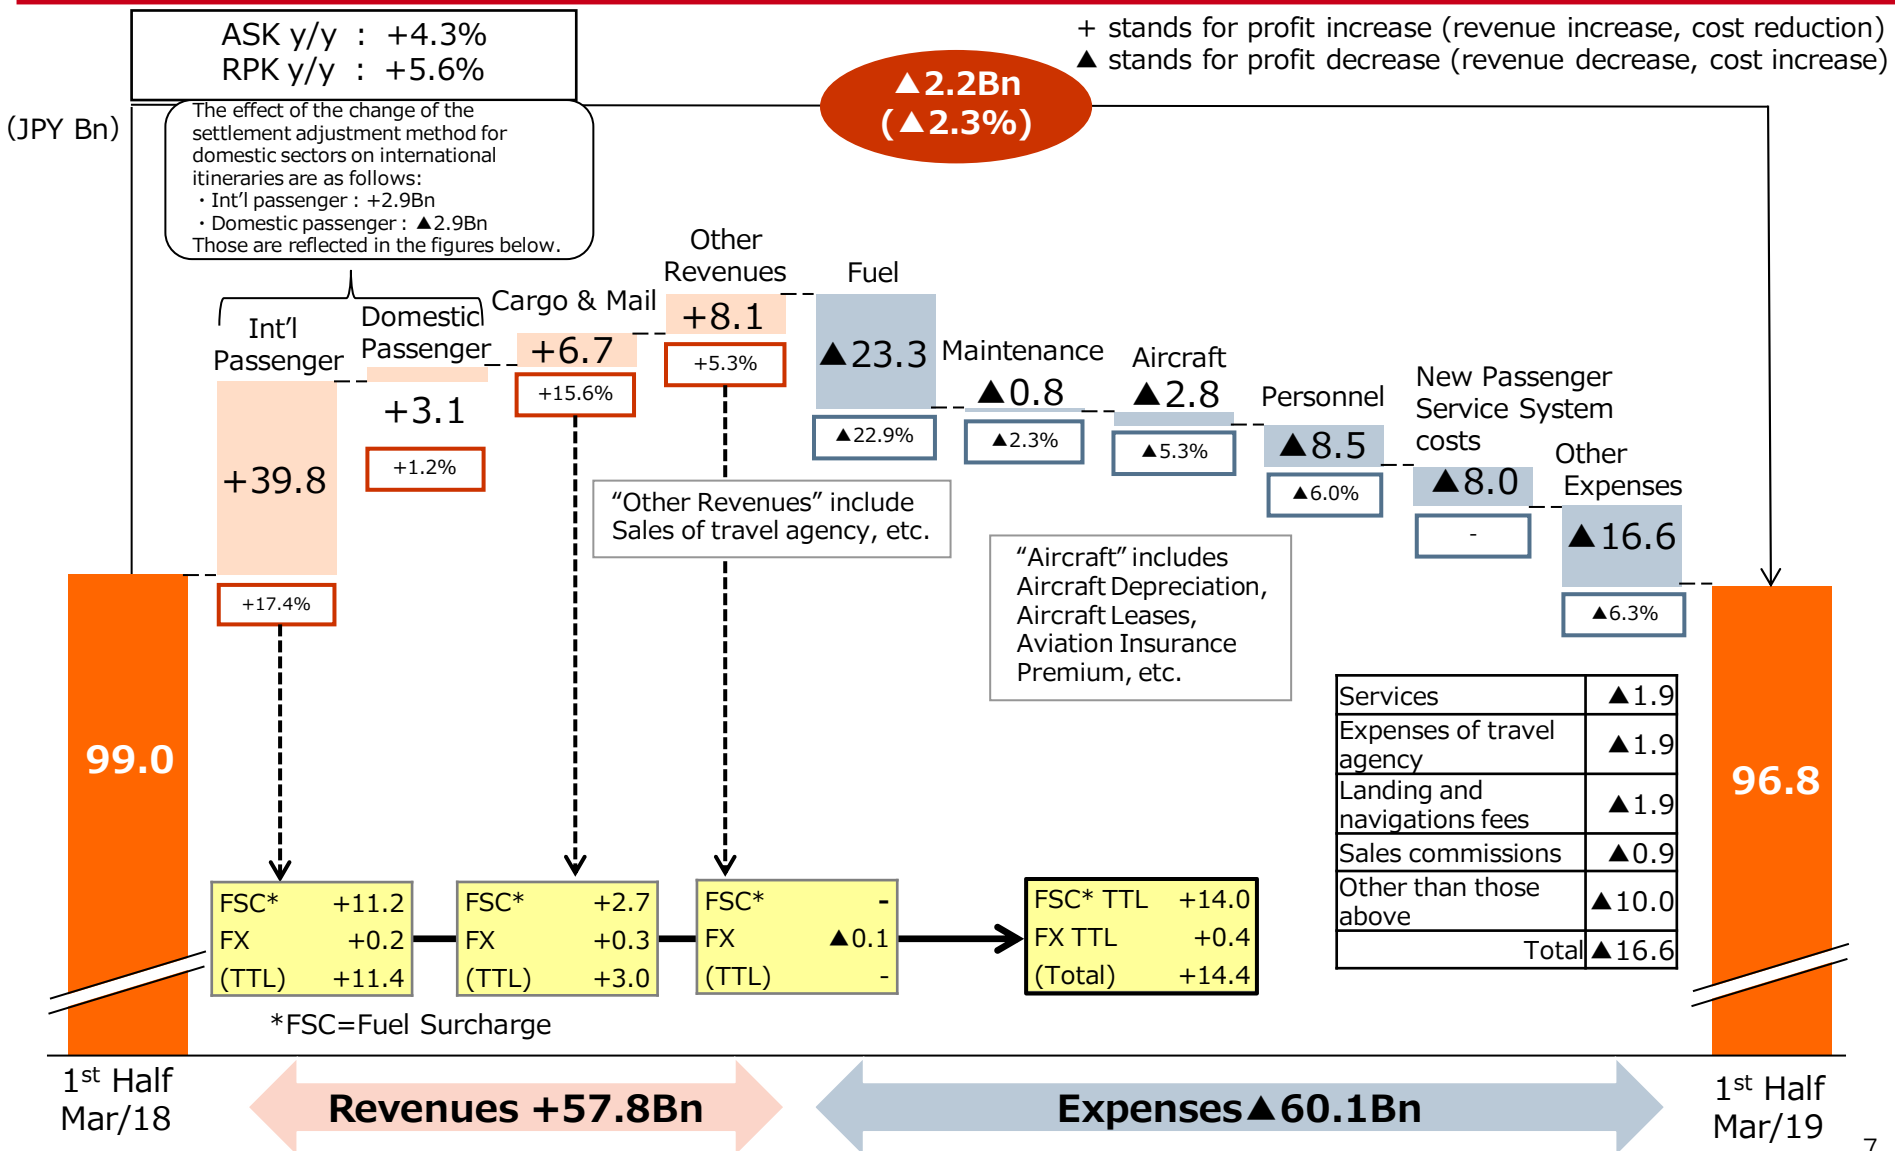 ASK y/y : +4.3%
RPK y/y : +5.6%
+ stands for profit increase (revenue increase, cost reduction)
▲ stands for profit decrease (revenue decrease, cost increase)
▲2.2Bn
(▲2.3%)
(JPY Bn)
The effect of the change of the
settlement adjustment method for
domestic sectors on international
itineraries are as follows:
・Int'l passenger : +2.9Bn
・Domestic passenger : ▲2.9Bn
Those are reflected in the figures below.
Int'l
Passenger
+39.8
+17.4%
Domestic
Passenger
+3.1
+1.2%
Cargo & Mail
+6.7
+15.6%
Other
Revenues
+8.1
+5.3%
Fuel
▲23.3
▲22.9%
Maintenance
▲0.8
▲2.3%
Aircraft
▲2.8
▲5.3%
Personnel
▲8.5
▲6.0%
New Passenger
Service System
costs
▲8.0
-
Other
Expenses
▲16.6
▲6.3%
“Other Revenues” include
Sales of travel agency, etc.
“Aircraft” includes
Aircraft Depreciation,
Aircraft Leases,
Aviation Insurance
Premium, etc.
99.0
96.8
Services ▲1.9
Expenses of travel
agency ▲1.9
Landing and
navigations fees ▲1.9
Sales commissions ▲0.9
Other than those
above ▲10.0
Total ▲16.6
FSC* +11.2
FX +0.2
(TTL) +11.4
FSC* +2.7
FX +0.3
(TTL) +3.0
FSC* -
FX ▲0.1
(TTL) -
FSC* TTL +14.0
FX TTL +0.4
(Total) +14.4
*FSC=Fuel Surcharge
1st Half
Mar/18
Revenues +57.8Bn
Expenses▲60.1Bn
1st Half
Mar/19
7